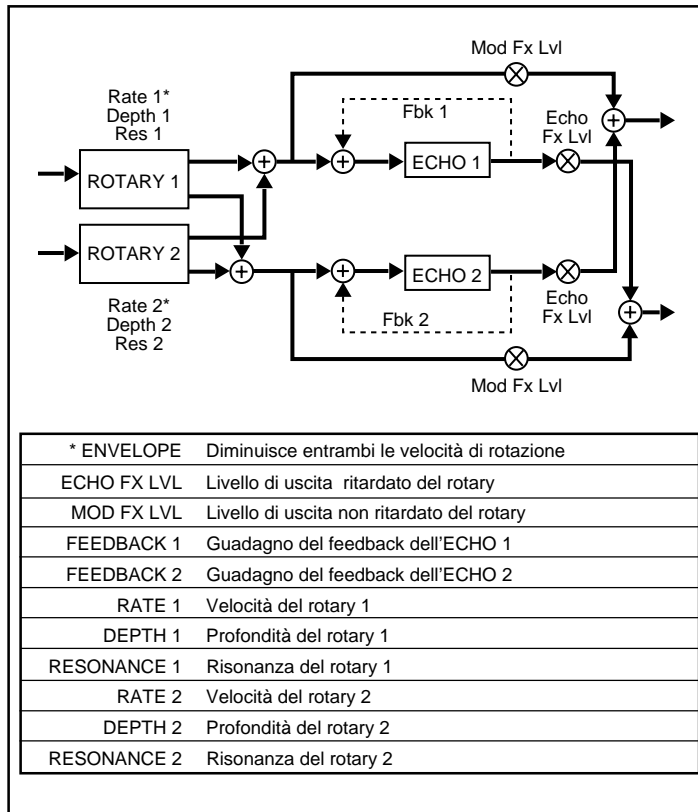 Mod Fx Lvl
Rate 1*
Depth 1
Res 1
Fbk 1
Echo
Fx Lvl
ROTARY 1
ECHO 1
ROTARY 2
ECHO 2
Rate 2*
Depth 2
Res 2
Fbk 2
Echo
Fx Lvl
Mod Fx Lvl
* ENVELOPE Diminuisce entrambi le velocità di rotazione
ECHO FX LVL Livello di uscita ritardato del rotary
MOD FX LVL Livello di uscita non ritardato del rotary
FEEDBACK 1 Guadagno del feedback dell'ECHO 1
FEEDBACK 2 Guadagno del feedback dell'ECHO 2
RATE 1 Velocità del rotary 1
DEPTH 1 Profondità del rotary 1
RESONANCE 1 Risonanza del rotary 1
RATE 2 Velocità del rotary 2
DEPTH 2 Profondità del rotary 2
RESONANCE 2 Risonanza del rotary 2